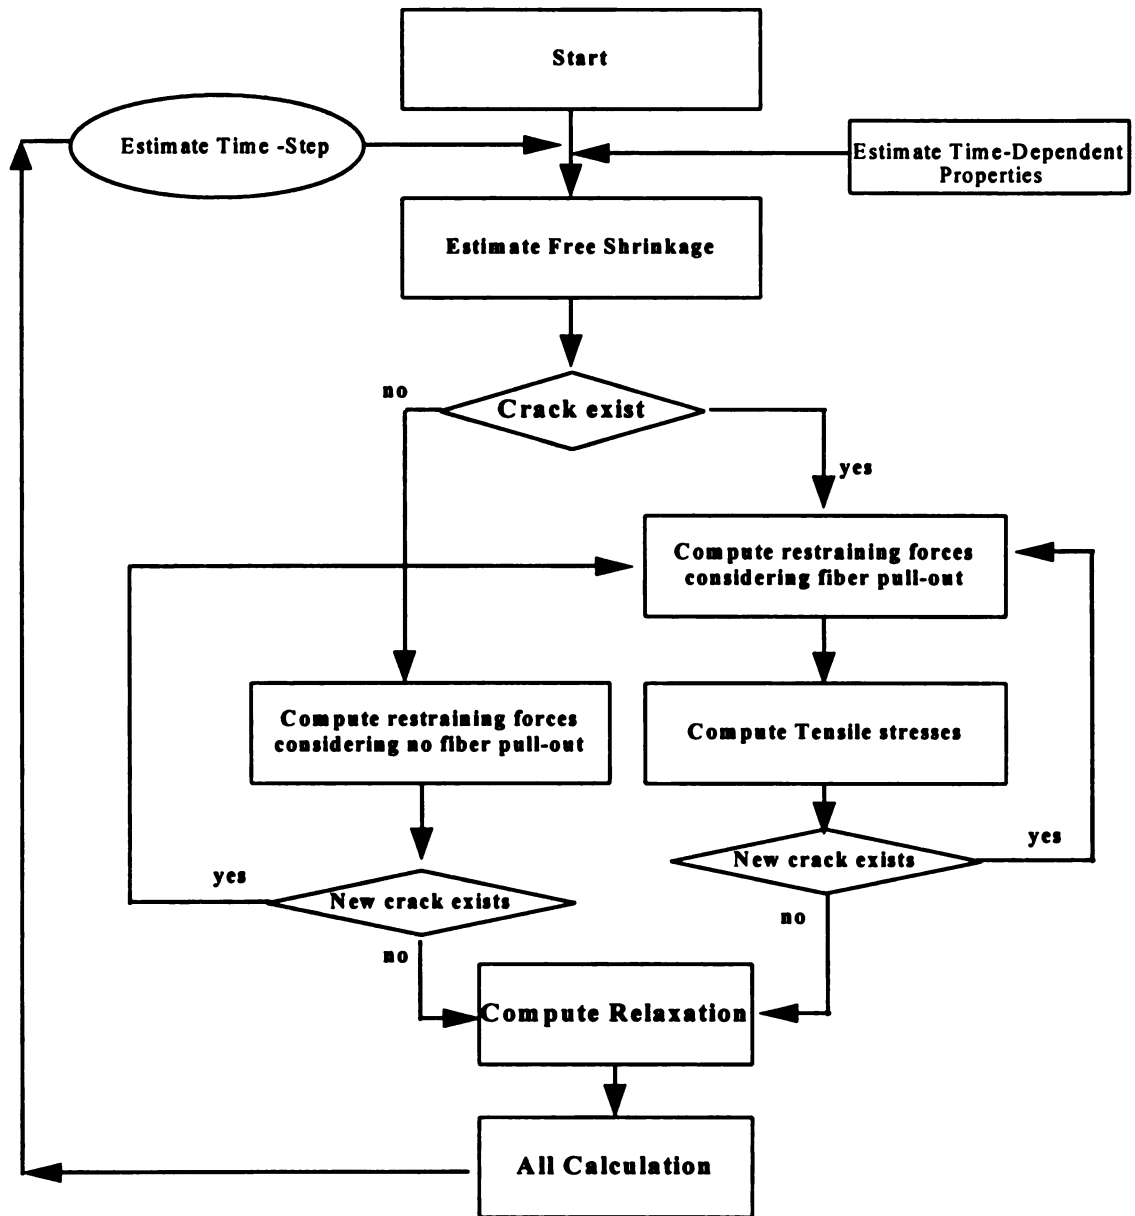 Start
Estimate Time -Step
Estimate Time-Dependent
Properties
Estimate Free Shrinkage
no
Crack exist
yes
Compute restraining forces
considering fiber pull-out
Compute restraining forces
considering no fiber pull-out
Compute Tensile stresses
yes
New crack exists
yes
New crack exists
no
no
Compute Relaxation
All Calculation